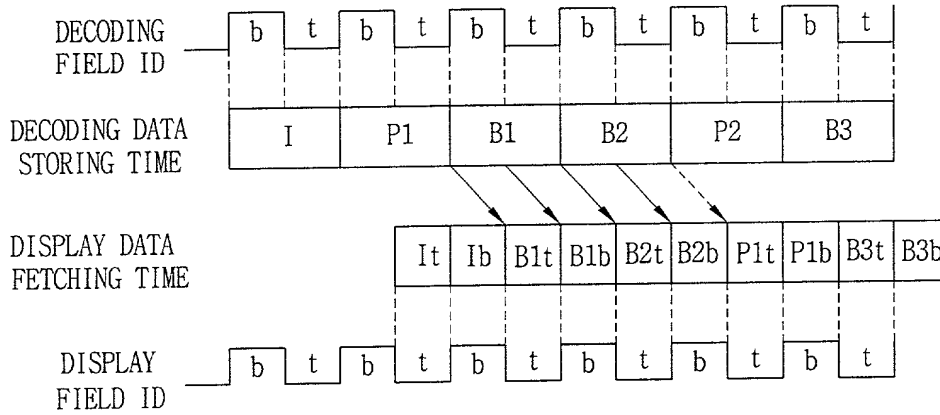 DECODING
FIELD ID
b t b t b t b t b t b t
DECODING DATA
STORING TIME
I P1 B1 B2 P2 B3
DISPLAY DATA
FETCHING TIME
It Ib B1t B1b B2t B2b P1t P1b B3t B3b
DISPLAY
FIELD ID
b t b t b t b t b t b t